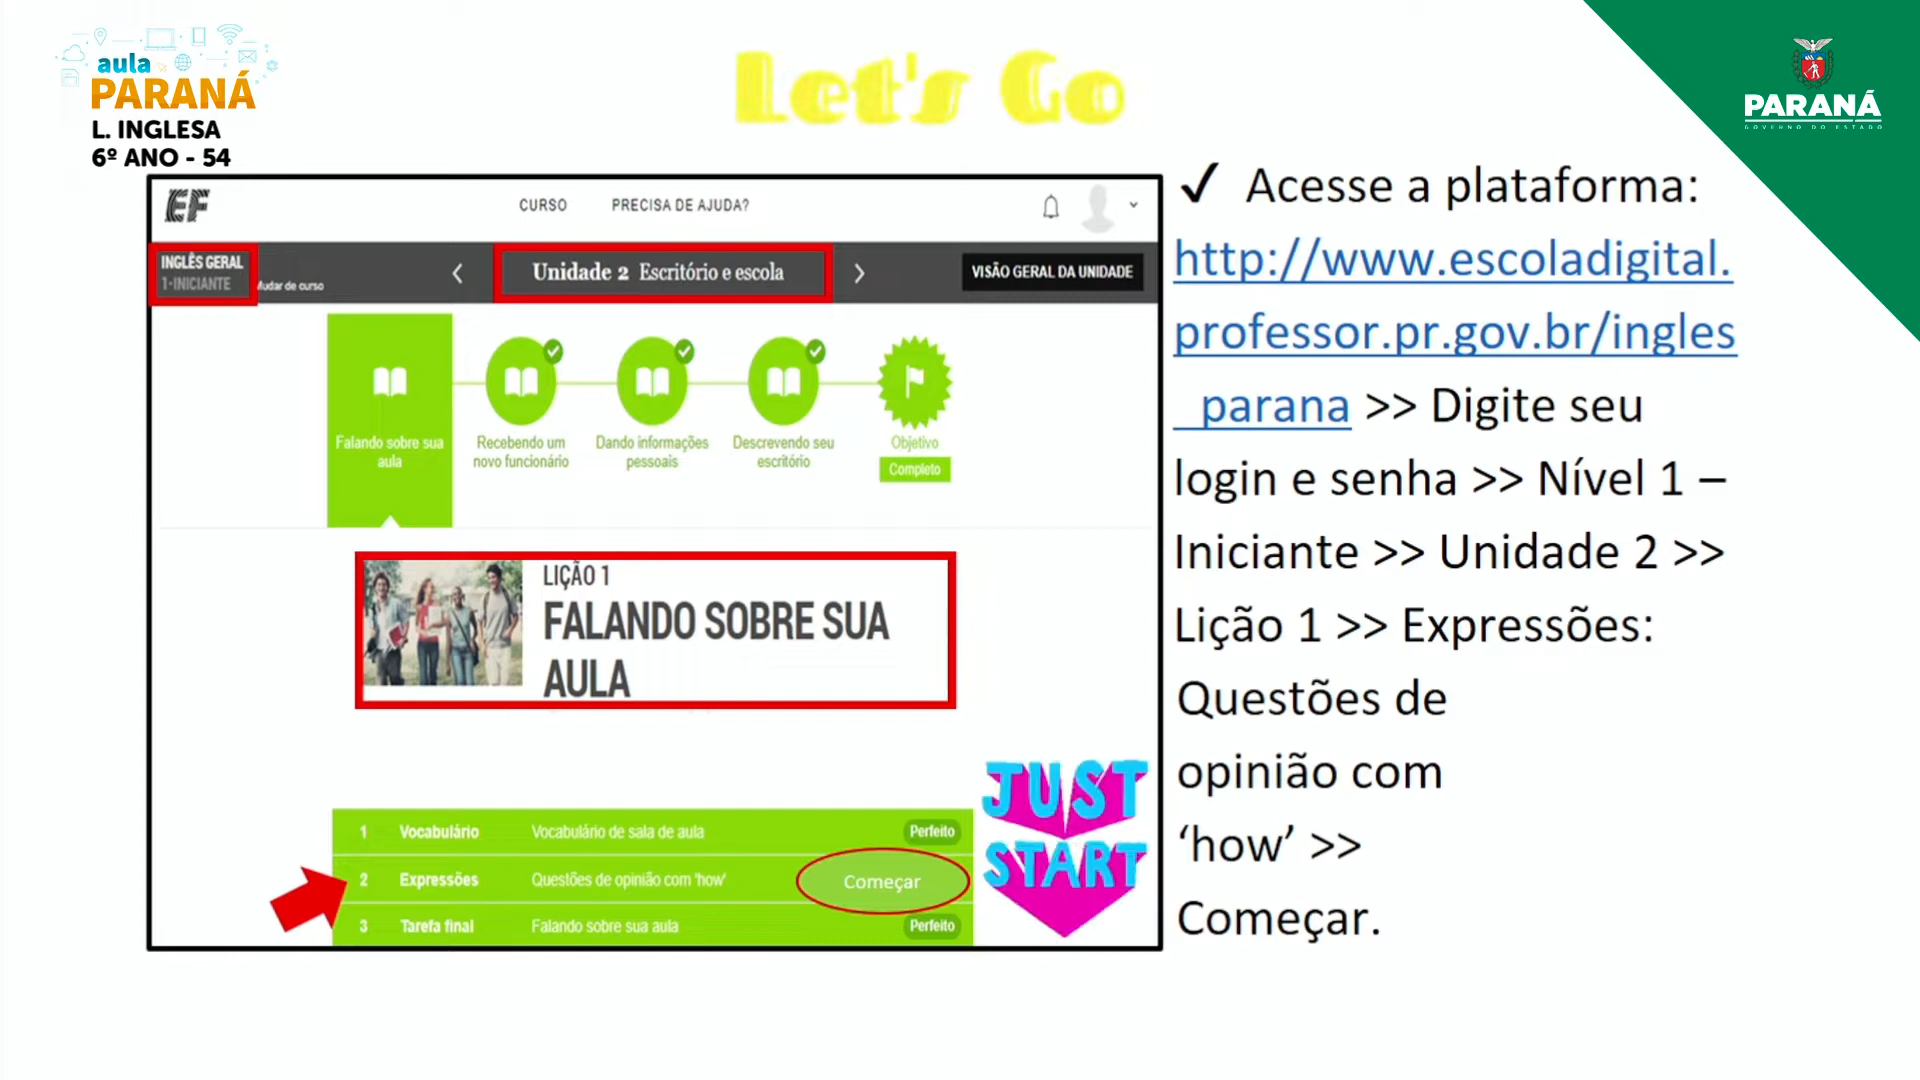 aula
PARANÁ
L. INGLESA
6º ANO - 54
Let's Go
PARANÁ
GOVERNO DO ESTADO
EF
CURSO
PRECISA DE AJUDA?
INGLÊS GERAL
1-INICIANTE
Mudar de curso
Unidade 2 Escritório e escola
VISÃO GERAL DA UNIDADE
Falando sobre sua
aula
Recebendo um
novo funcionário
Dando informações
pessoais
Descrevendo seu
escritório
Objetivo
Completo
LIÇÃO 1
FALANDO SOBRE SUA
AULA
1 Vocabulário Vocabulário de sala de aula Perfeito
2 Expressões Questões de opinião com 'how' Começar
3 Tarefa final Falando sobre sua aula Perfeito
JUST
START
✓ Acesse a plataforma:
http://www.escoladigital.
professor.pr.gov.br/ingles
_parana >> Digite seu
login e senha >> Nível 1 –
Iniciante >> Unidade 2 >>
Lição 1 >> Expressões:
Questões de
opinião com
‘how’ >>
Começar.